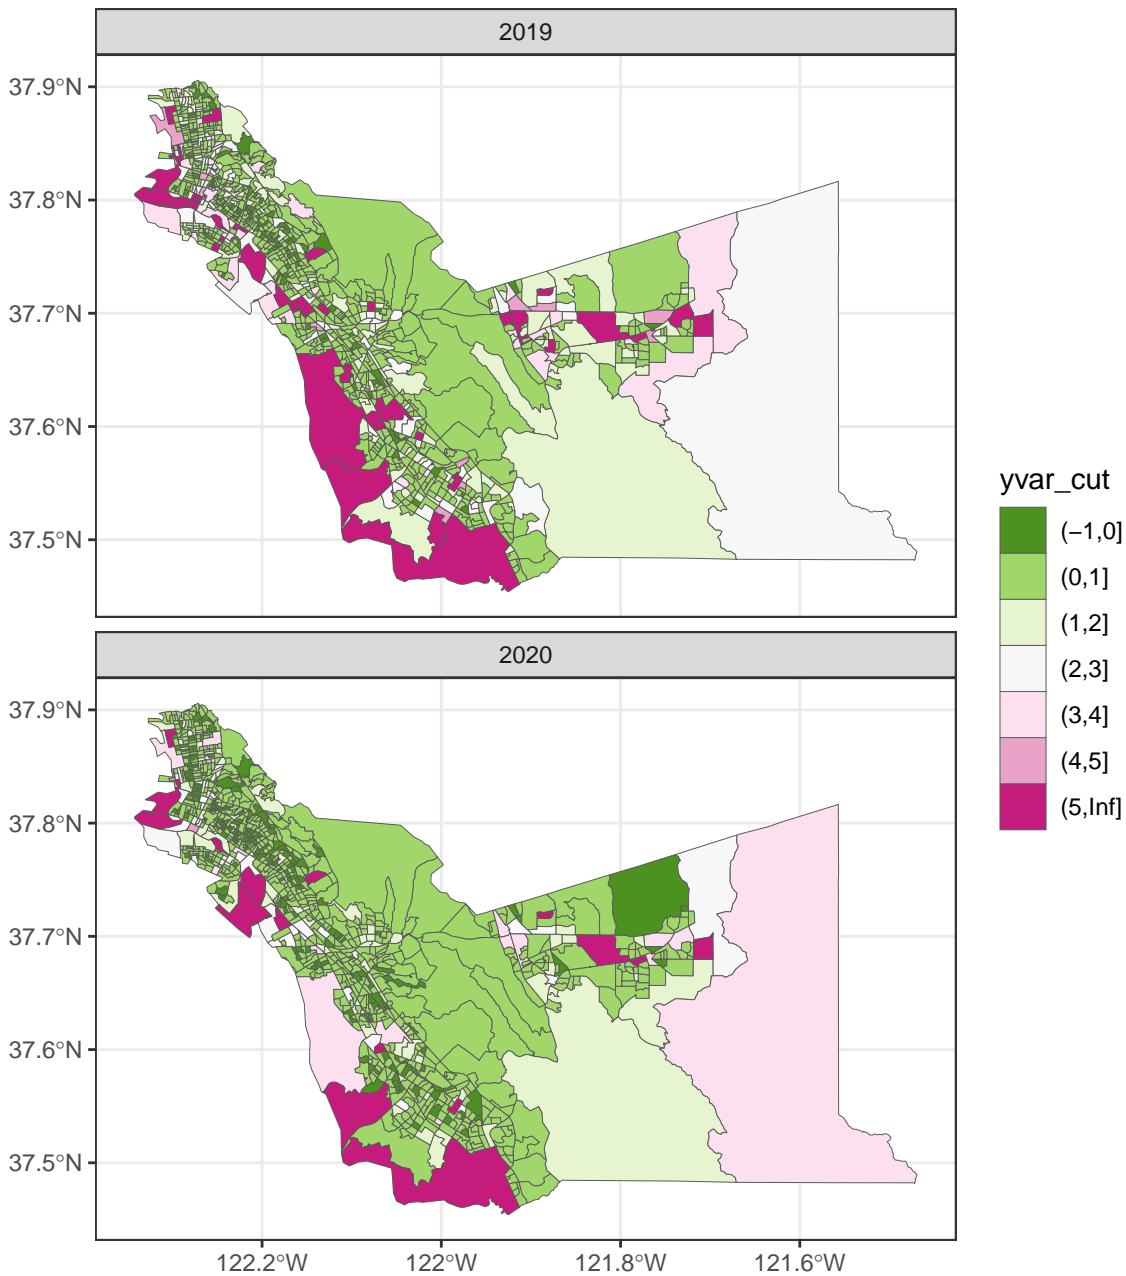 2019
37.9°N
37.8°N
37.7°N
37.6°N
37.5°N
2020
37.9°N
37.8°N
37.7°N
37.6°N
37.5°N
122.2°W 122°W 121.8°W 121.6°W
yvar_cut
(−1,0]
(0,1]
(1,2]
(2,3]
(3,4]
(4,5]
(5,Inf]